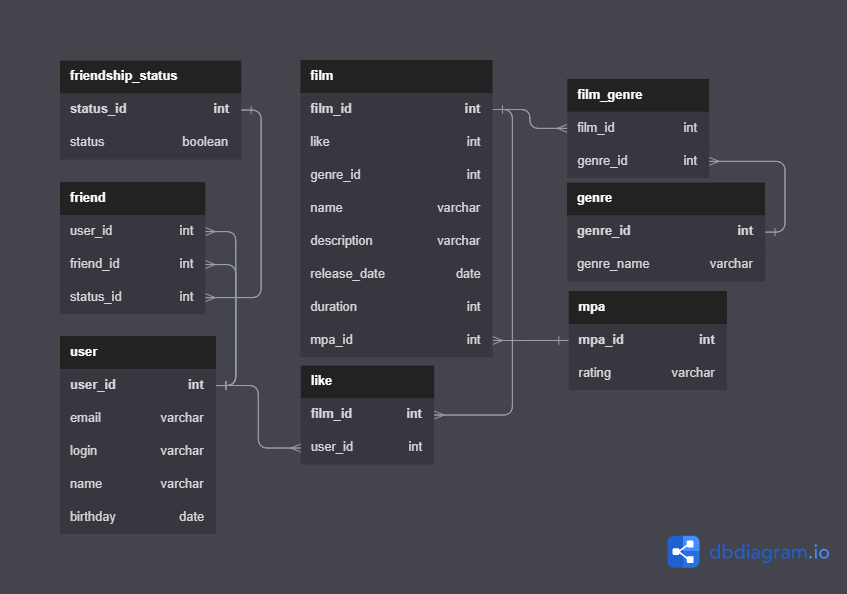 friendship_status
status_id int
status boolean
friend
user_id int
friend_id int
status_id int
user
user_id int
email varchar
login varchar
name varchar
birthday date
film
film_id int
like int
genre_id int
name varchar
description varchar
release_date date
duration int
mpa_id int
like
film_id int
user_id int
film_genre
film_id int
genre_id int
genre
genre_id int
genre_name varchar
mpa
mpa_id int
rating varchar
dbdiagram.io